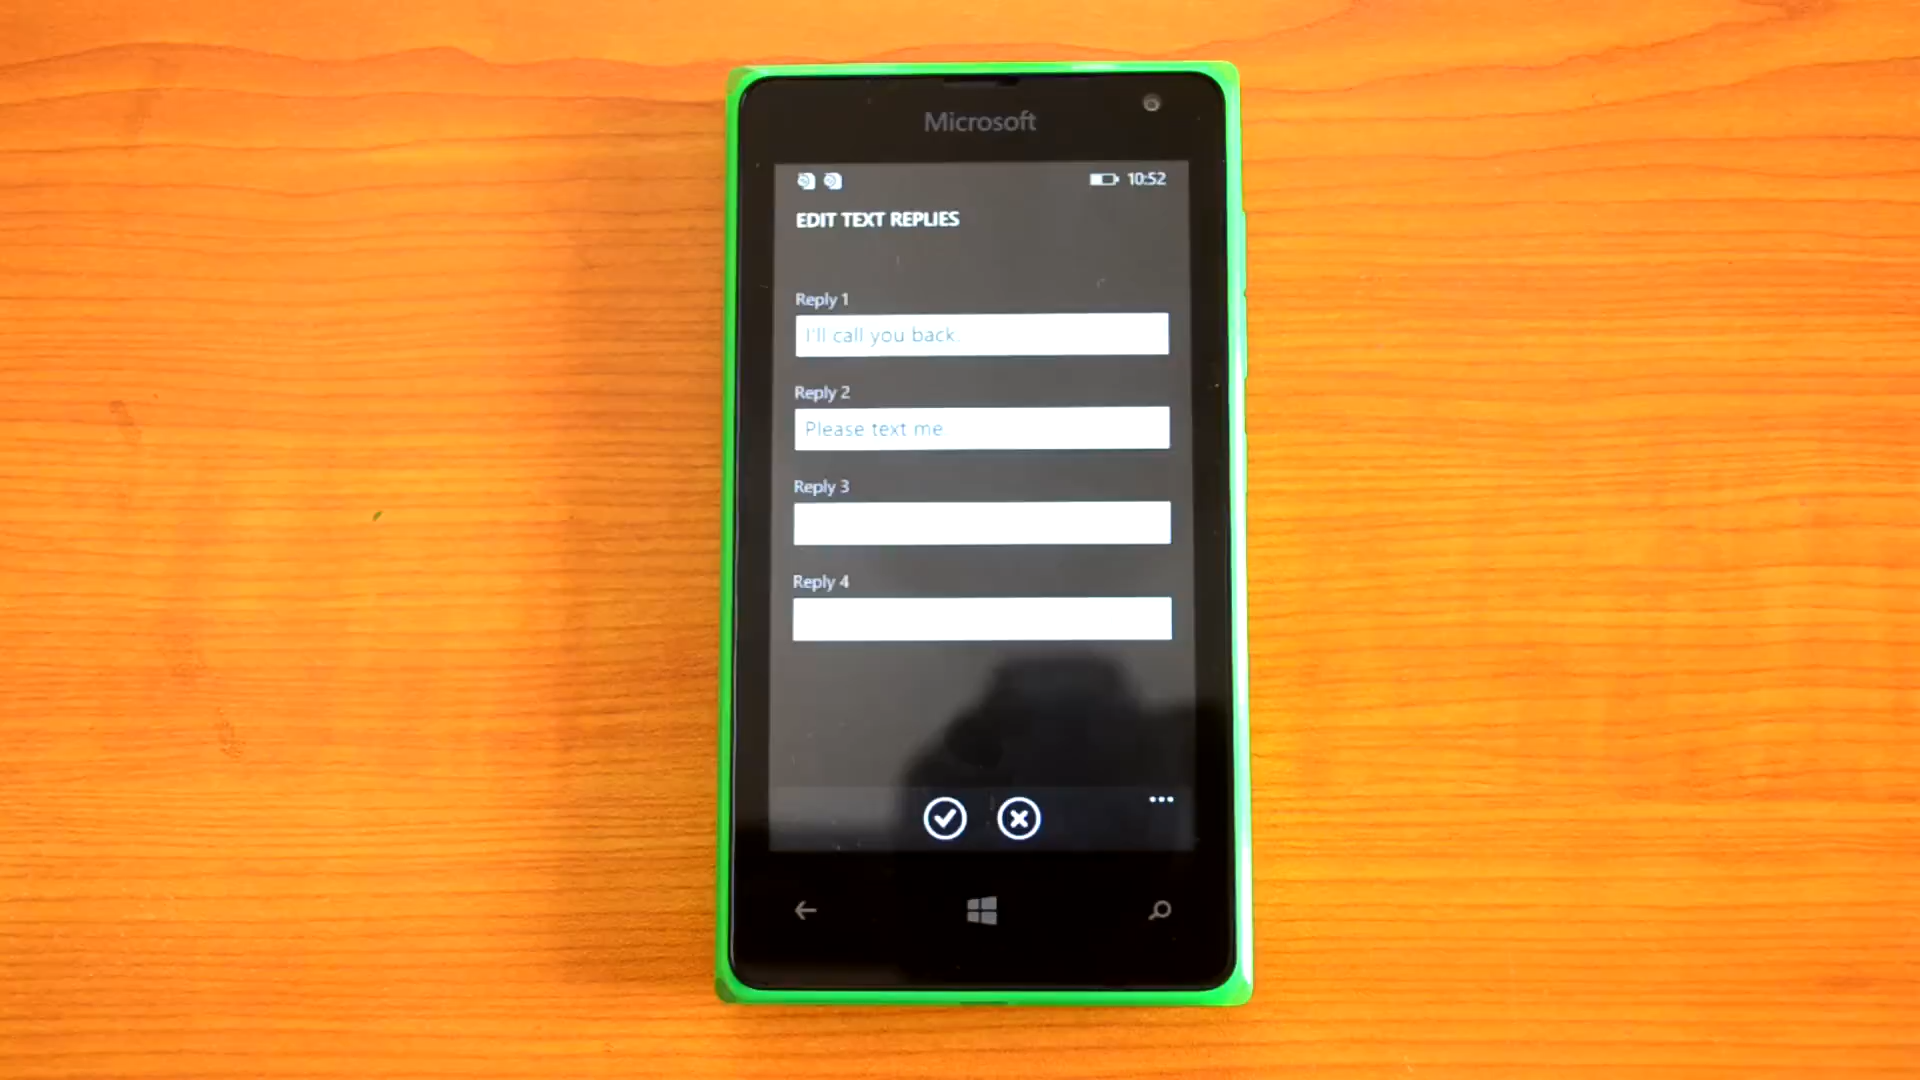 Microsoft
10:52
EDIT TEXT REPLIES
Reply 1
I'll call you back.
Reply 2
Please text me.
Reply 3
Reply 4